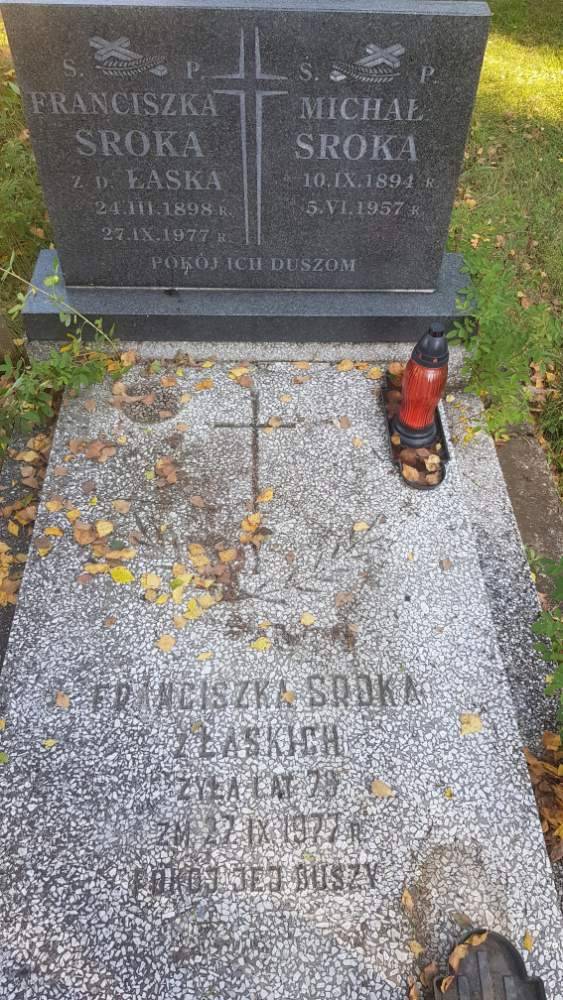 Ś. P.
FRANCISZKA
SROKA
Z D. ŁASKA
24.III.1898 R.
27.IX.1977 R.
Ś. P.
MICHAŁ
SROKA
* 10.IX.1894 R.
5.VI.1957 R.
POKÓJ ICH DUSZOM
FRANCISZKA SROKA
Z ŁASKICH
ŻYŁA LAT 79
ZM 27 IX 1977 R.
POKÓJ JEJ DUSZY